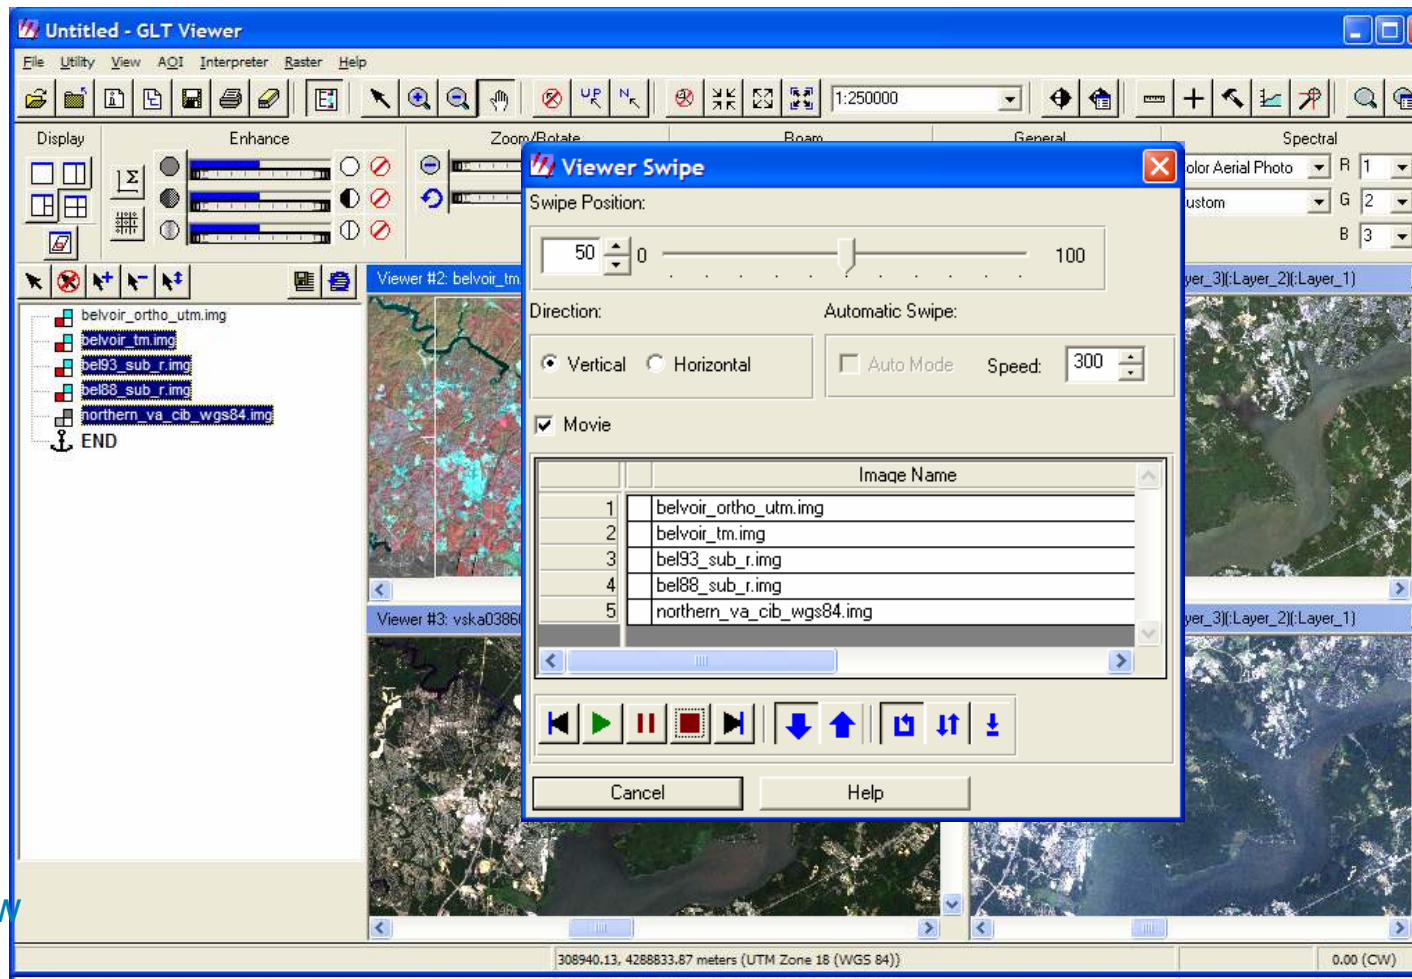 Untitled - GLT Viewer
File Utility View AOI Interpreter Raster Help
UP N 1:250000
Display Enhance Zoom/Rotate Roam General Spectral
olor Aerial Photo R 1
ustom G 2
B 3
Viewer #2: belvoir_tm.
yer_3)(:Layer_2)(:Layer_1)
belvoir_ortho_utm.img
belvoir_tm.img
bel93_sub_r.img
bel88_sub_r.img
northern_va_cib_wgs84.img
END
Viewer #3: vska0386
yer_3)(:Layer_2)(:Layer_1)
Viewer Swipe
Swipe Position:
50 0 100
Direction: Automatic Swipe:
Vertical Horizontal Auto Mode Speed: 300
Movie
Image Name
1 belvoir_ortho_utm.img
2 belvoir_tm.img
3 bel93_sub_r.img
4 bel88_sub_r.img
5 northern_va_cib_wgs84.img
Cancel Help
w
308940.13, 4288833.87 meters (UTM Zone 18 (WGS 84)) 0.00 (CW)